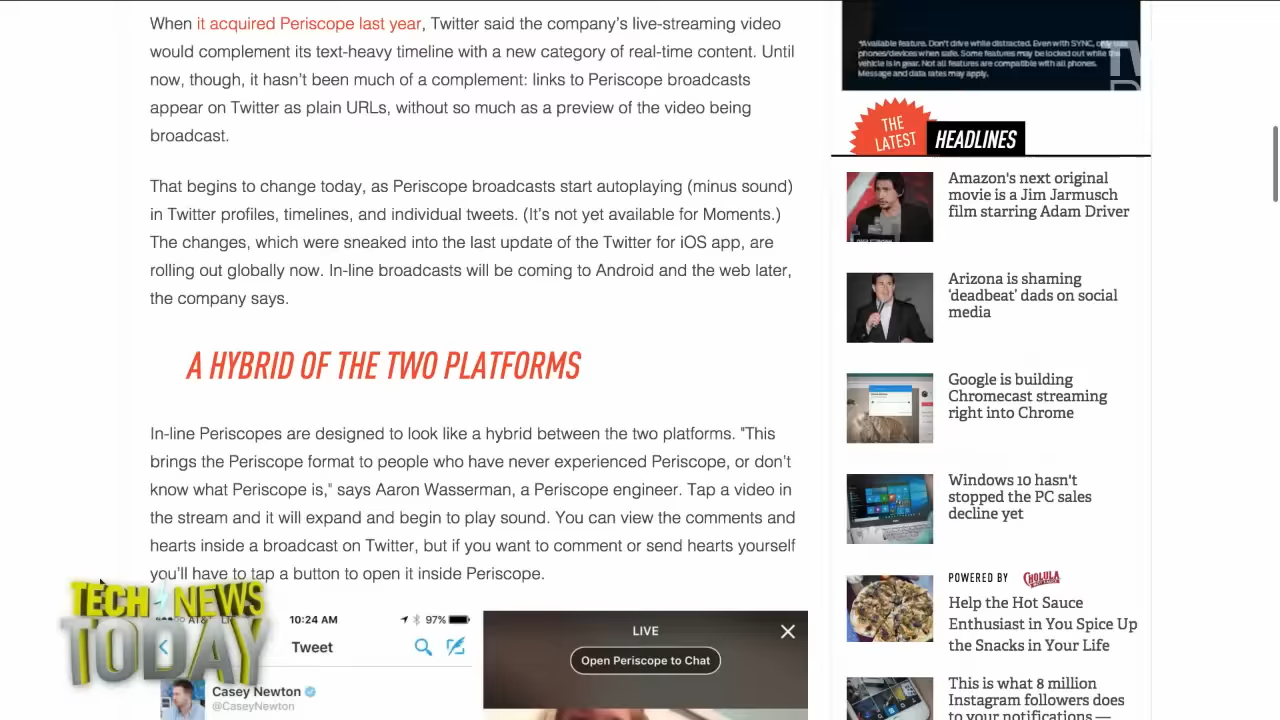 When it acquired Periscope last year, Twitter said the company's live-streaming video
would complement its text-heavy timeline with a new category of real-time content. Until
now, though, it hasn't been much of a complement: links to Periscope broadcasts
appear on Twitter as plain URLs, without so much as a preview of the video being
broadcast.
That begins to change today, as Periscope broadcasts start autoplaying (minus sound)
in Twitter profiles, timelines, and individual tweets. (It's not yet available for Moments.)
The changes, which were sneaked into the last update of the Twitter for iOS app, are
rolling out globally now. In-line broadcasts will be coming to Android and the web later,
the company says.
A HYBRID OF THE TWO PLATFORMS
In-line Periscopes are designed to look like a hybrid between the two platforms. "This
brings the Periscope format to people who have never experienced Periscope, or don't
know what Periscope is," says Aaron Wasserman, a Periscope engineer. Tap a video in
the stream and it will expand and begin to play sound. You can view the comments and
hearts inside a broadcast on Twitter, but if you want to comment or send hearts yourself
you'll have to tap a button to open it inside Periscope.
TECH NEWS
TODAY
10:24 AM
97%
Tweet
Casey Newton
@CaseyNewton
LIVE
Open Periscope to Chat
*Available feature. Don't drive while distracted. Even with SYNC, only use
phones/devices when safe. Some features may be locked out while the
vehicle is in gear. Not all features are compatible with all phones.
Message and data rates may apply.
THE
LATEST
HEADLINES
Amazon's next original
movie is a Jim Jarmusch
film starring Adam Driver
Arizona is shaming
'deadbeat' dads on social
media
Google is building
Chromecast streaming
right into Chrome
Windows 10 hasn't
stopped the PC sales
decline yet
POWERED BY CHOLULA
Help the Hot Sauce
Enthusiast in You Spice Up
the Snacks in Your Life
This is what 8 million
Instagram followers does
to your notifications —